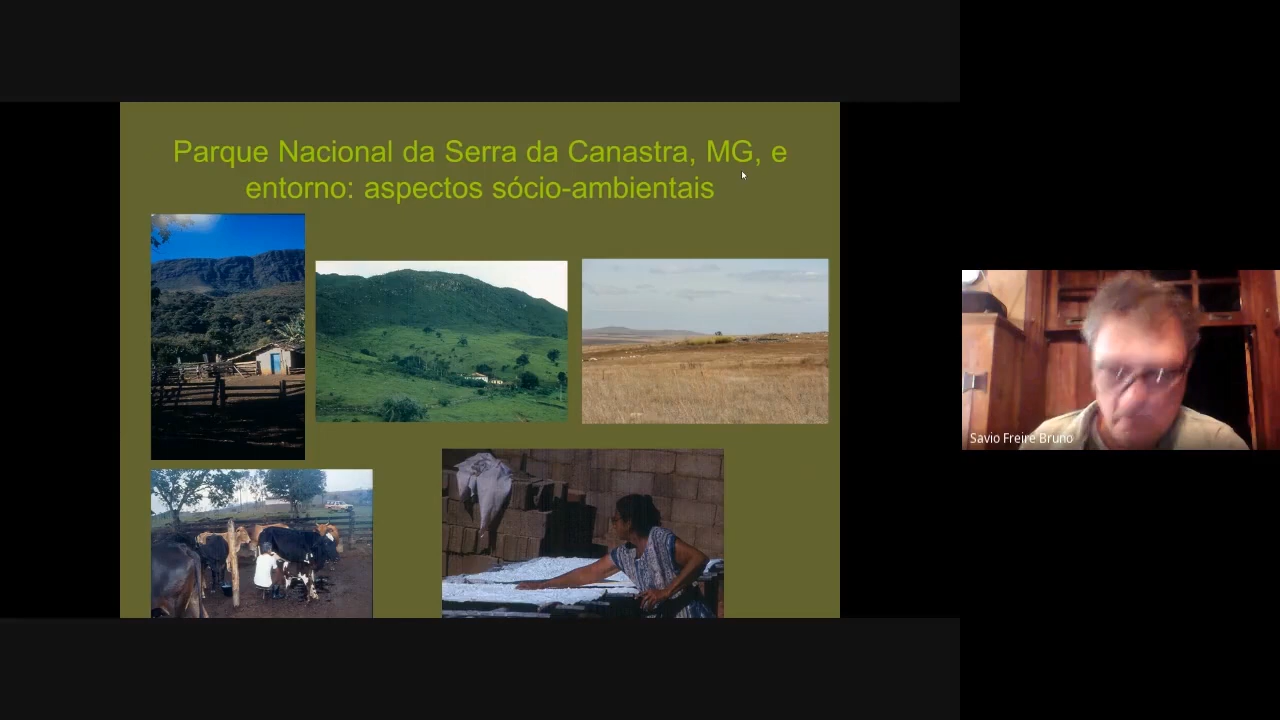 Parque Nacional da Serra da Canastra, MG, e
entorno: aspectos sócio-ambientais
Savio Freire Bruno